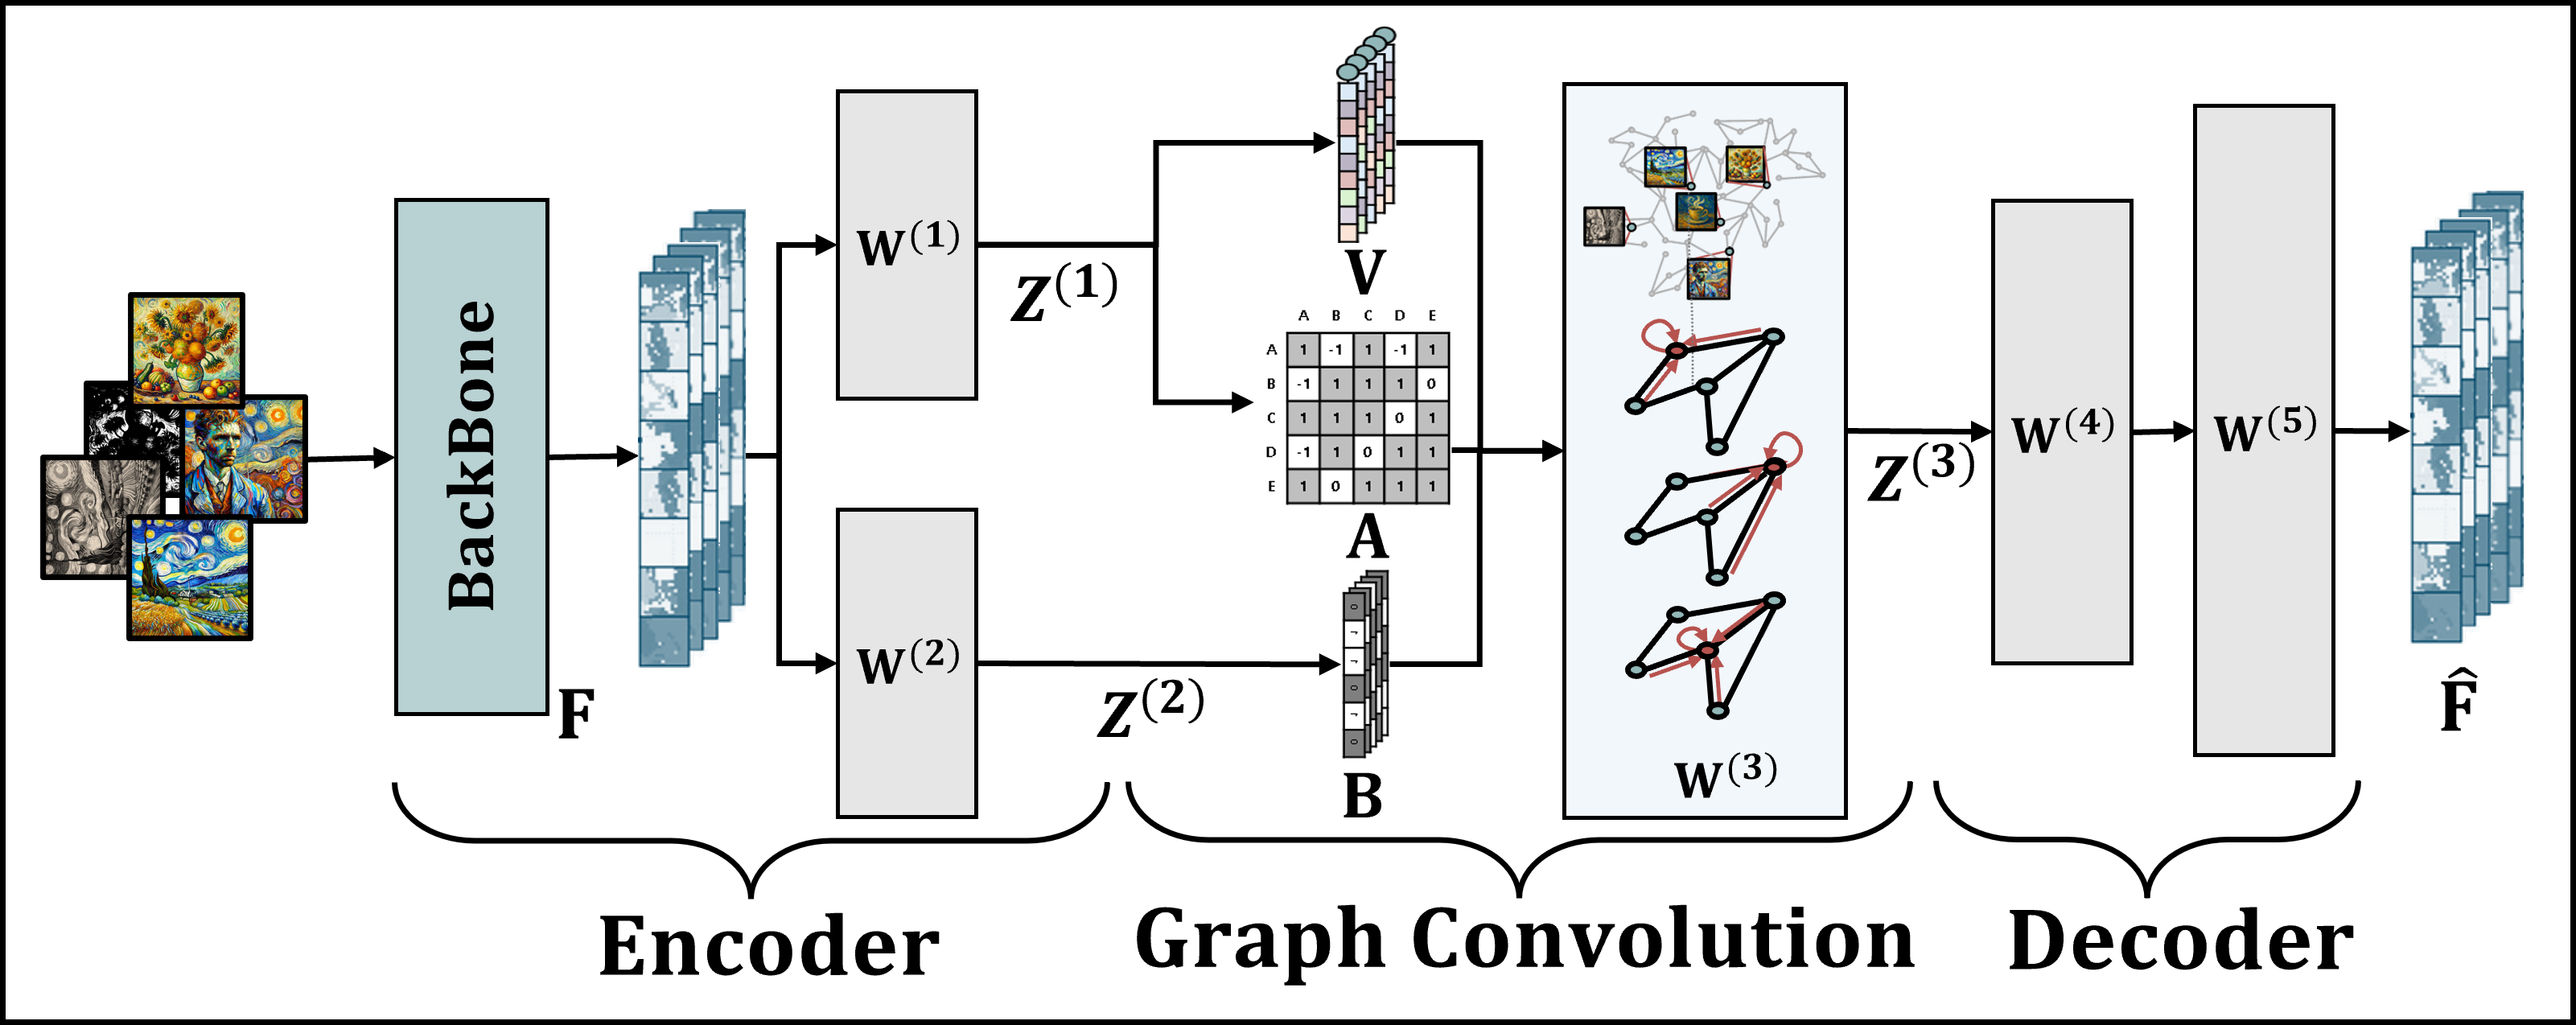 BackBone
F
W(1)
Z(1)
W(2)
Z(2)
V
A B C D E
A 1 -1 1 -1 1
B -1 1 1 1 0
C 1 1 1 0 1
D -1 1 0 1 1
E 1 0 1 1 1
A
B
W(3)
Z(3)
W(4)
W(5)
F̂
Encoder
Graph Convolution
Decoder